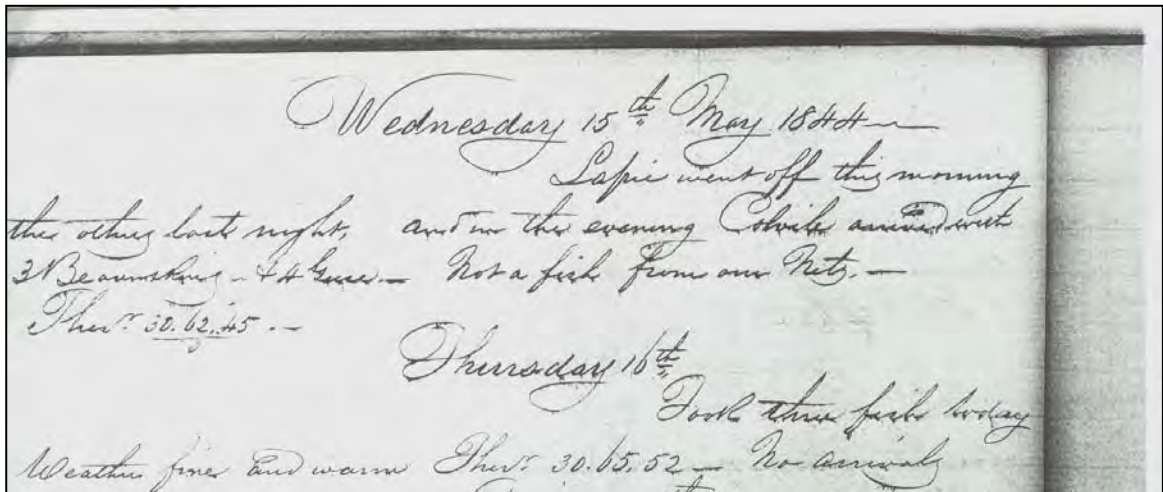 Wednesday 15th May 1844 —
Lapie went off this morning
the others last night, and in the evening Colvile arrived with
3 Beaverskins - & 4 Geese — Not a fish from our Nets. —
Ther.r 30.62.45. —
Thursday 16th
Took three fish today
Weather fine and warm Ther.r 30.65.52 — No arrivals